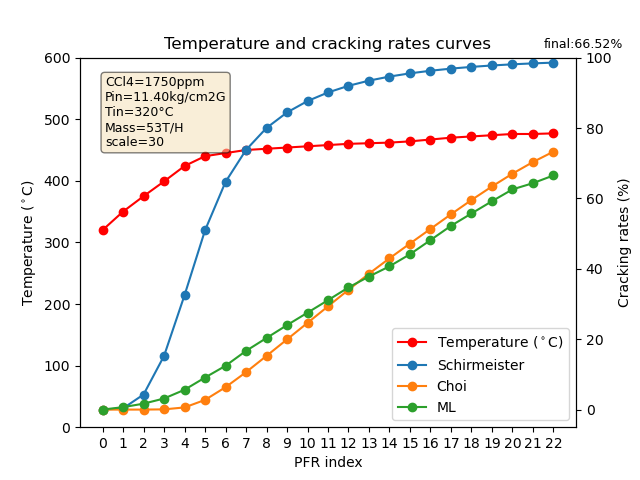 Temperature and cracking rates curves
final:66.52%
CCl4=1750ppm
Pin=11.40kg/cm2G
Tin=320°C
Mass=53T/H
scale=30
600
500
400
300
200
100
0
Temperature (°C)
100
80
60
40
20
0
Cracking rates (%)
Temperature (°C)
Schirmeister
Choi
ML
0 1 2 3 4 5 6 7 8 9 10 11 12 13 14 15 16 17 18 19 20 21 22
PFR index